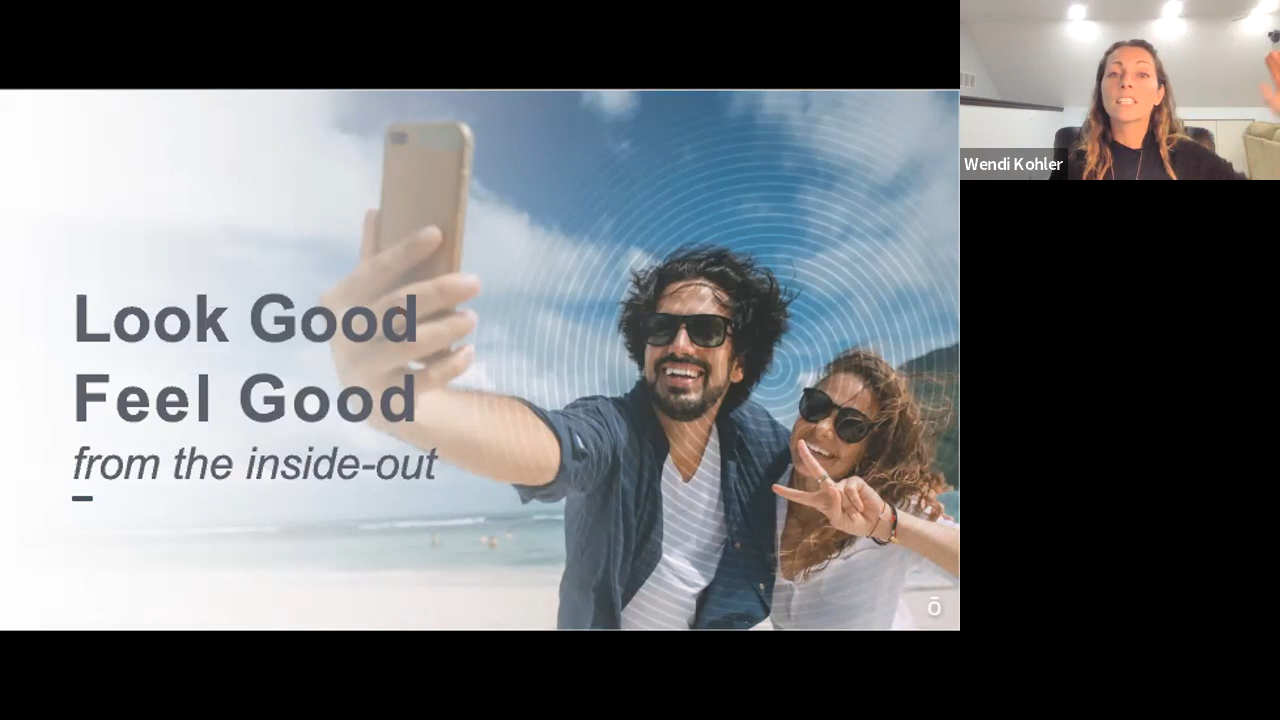 Look Good
Feel Good
from the inside-out
ō
Wendi Kohler